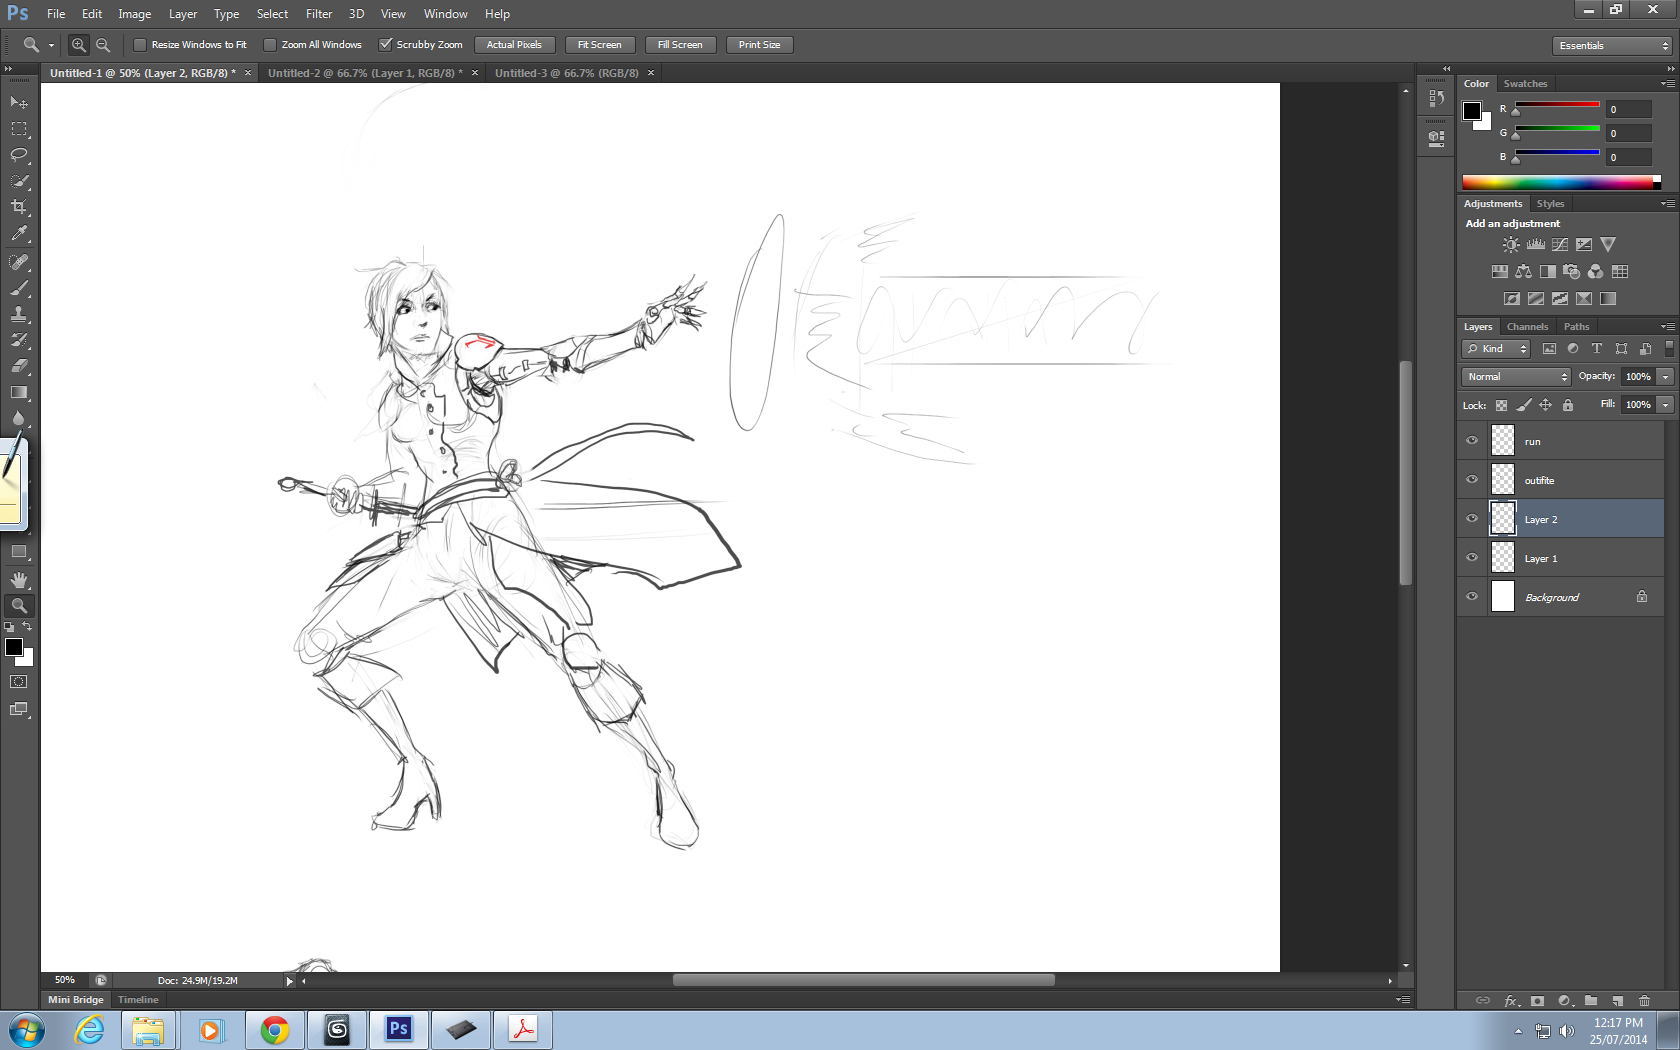 Ps File Edit Image Layer Type Select Filter 3D View Window Help
Resize Windows to Fit Zoom All Windows Scrubby Zoom Actual Pixels Fit Screen Fill Screen Print Size Essentials
Untitled-1 @ 50% (Layer 2, RGB/8) * × Untitled-2 @ 66.7% (Layer 1, RGB/8) * × Untitled-3 @ 66.7% (RGB/8) ×
Color Swatches
R 0
G 0
B 0
Adjustments Styles
Add an adjustment
Layers Channels Paths
Kind
Normal Opacity: 100%
Lock: Fill: 100%
run
outifite
Layer 2
Layer 1
Background
50% Doc: 24.9M/19.2M
Mini Bridge Timeline
Ps
12:17 PM
25/07/2014